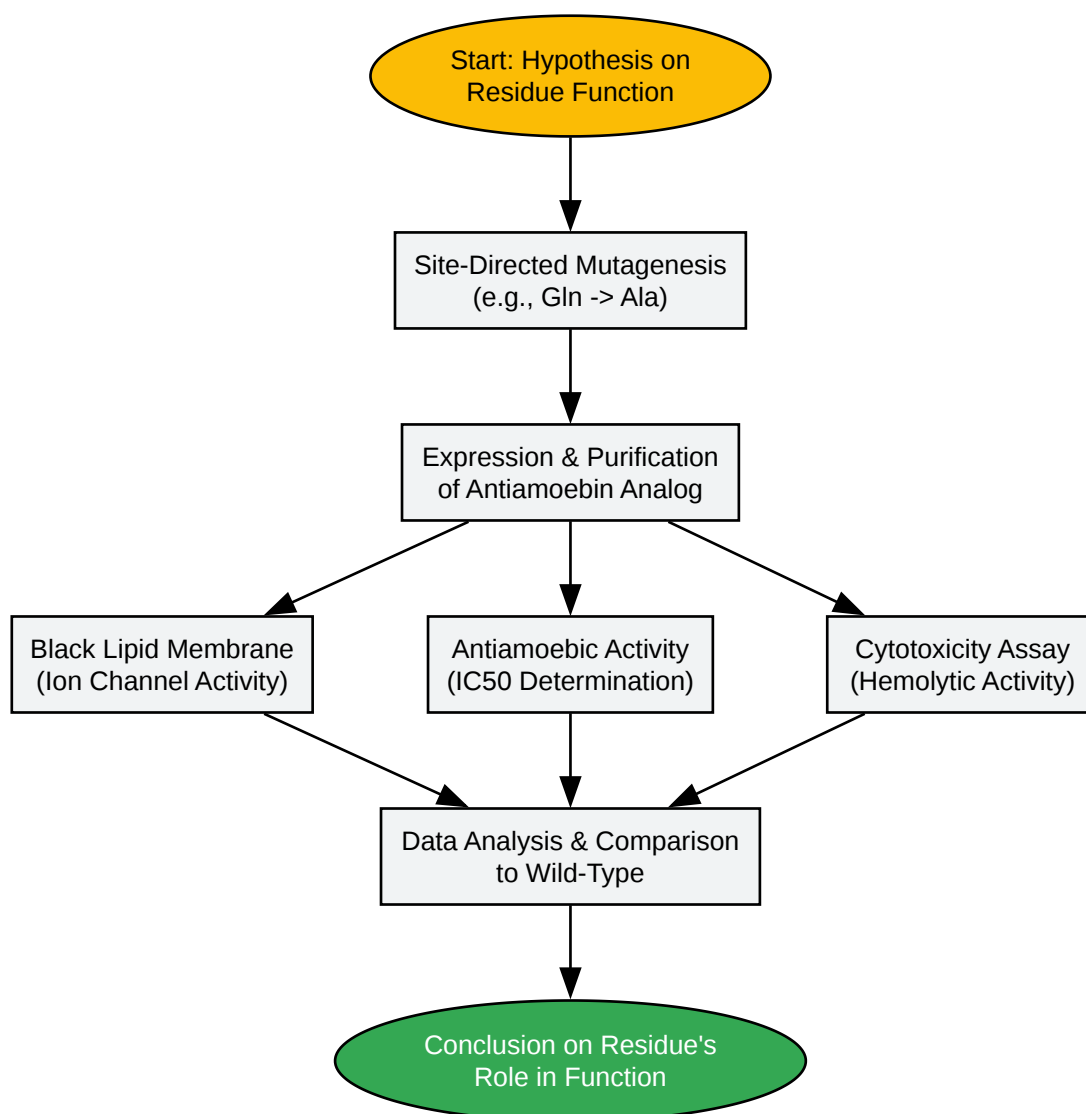 Start: Hypothesis on
Residue Function
Site-Directed Mutagenesis
(e.g., Gln -> Ala)
Expression & Purification
of Antiamoebin Analog
Black Lipid Membrane
(Ion Channel Activity)
Antiamoebic Activity
(IC50 Determination)
Cytotoxicity Assay
(Hemolytic Activity)
Data Analysis & Comparison
to Wild-Type
Conclusion on Residue's
Role in Function